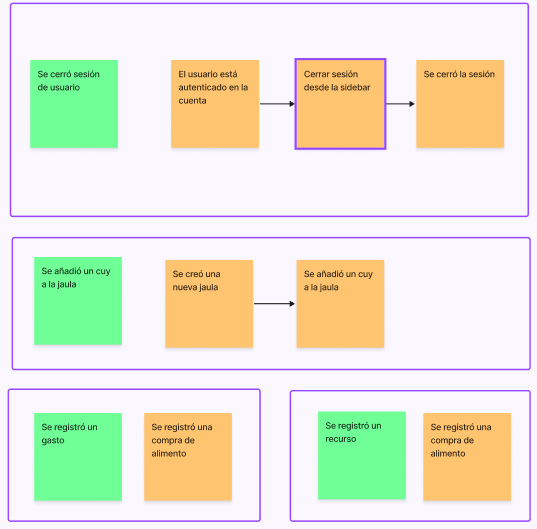 Se cerró sesión
de usuario
El usuario está
autenticado en la
cuenta
Cerrar sesión
desde la sidebar
Se cerró la sesión
Se añadió un cuy
a la jaula
Se creó una
nueva jaula
Se añadió un cuy
a la jaula
Se registró un
gasto
Se registró una
compra de
alimento
Se registró un
recurso
Se registró una
compra de
alimento